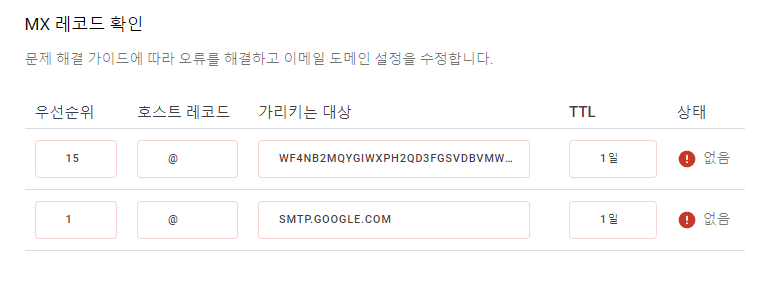 MX 레코드 확인
문제 해결 가이드에 따라 오류를 해결하고 이메일 도메인 설정을 수정합니다.
우선순위 호스트 레코드 가리키는 대상 TTL 상태
15 @ WF4NB2MQYGIWXPH2QD3FGSVDBVMW... 1일 없음
1 @ SMTP.GOOGLE.COM 1일 없음